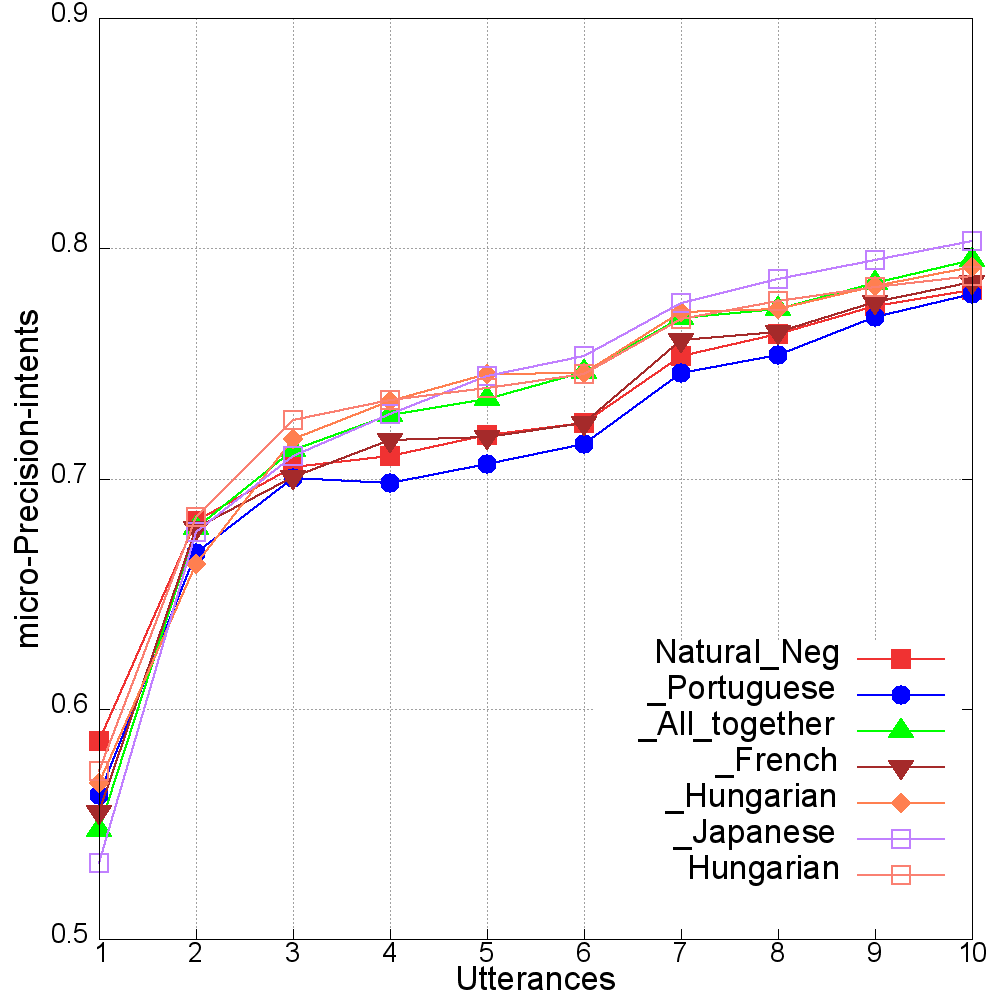 0.9
0.8
0.7
0.6
0.5
micro-Precision-intents
Natural_Neg
_Portuguese
_All_together
_French
_Hungarian
_Japanese
Hungarian
1 2 3 4 5 6 7 8 9 10
Utterances